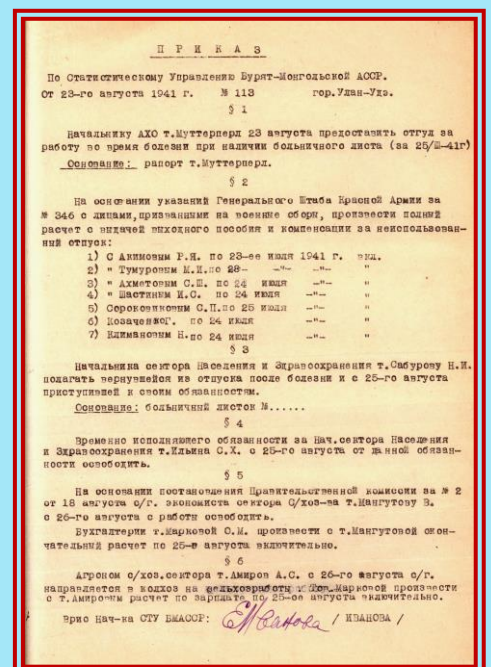 П Р И К А З
По Статистическому Управлению Бурят-Монгольской АССР.
От 23-го августа 1941 г. № 113 гор.Улан-Удэ.
§ 1
Начальнику АХО т.Муттерперл 23 августа предоставить отгул за
работу во время болезни при наличии больничного листа (за 25/Ш-41г)
Основание: рапорт т.Муттерперл.
§ 2
На основании указаний Генерального Штаба Красной Армии за
№ 346 с лицами,призванными на военные сборы, произвести полный
расчет с выдачей выходного пособия и компенсации за неиспользован-
ный отпуск:
1) С Акимовым Р.Я. по 23-ее июля 1941 г. вкл.
2) " Тумуровым М.И.по 28- -"- -"- "
3) " Ахметовым С.Ш. по 24 июля -"- "
4) " Шастиным И.С. по 24 июля -"- "
5) Сороковиковым С.П.по 25 июля -"- "
6) Козаченког. по 24 июля -"- "
7) Климановым Н.по 24 июля -"- "
§ 3
Начальника сектора Населения и Здравоохранения т.Сабурову Н.И.
полагать вернувшейся из отпуска после болезни и с 25-го августа
приступившей к своим обязанностям.
Основание: больничный листок №......
§ 4
Временно исполняющего обязанности за Нач.сектора Населения
и Здравоохранения т.Ильина С.Х. с 25-го августа от данной обязан-
ности освободить.
§ 5
На основании постановления Правительственной комиссии за № 2
от 18 августа с/г. экономиста сектора С/хоз-ва т.Мангутову В.
с 26-го августа с работы освободить.
Бухгалтерии т.Марковой С.М. произвести с т.Мангутовой окон-
чательный расчет по 25-е августа включительно.
§ 6
Агроном с/хоз.сектора т.Амиров А.С. с 26-го августа с/г.
направляется в колхоз на сельхозработы Марковой произвести
с т.Амировым расчет по зарплате по 25-ое августа включительно.
Врио Нач-ка СТУ БМАССР: ЕИванова / ИВАНОВА /